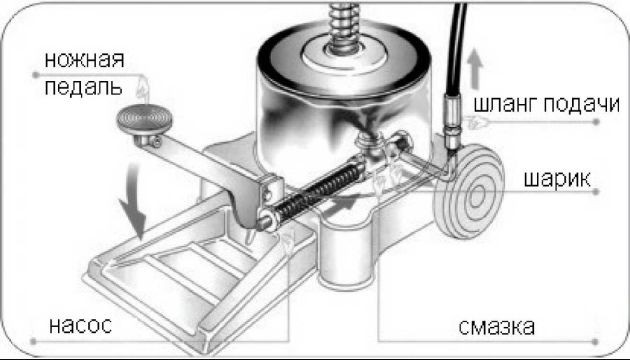 ножная
педаль
шланг подачи
шарик
насос
смазка